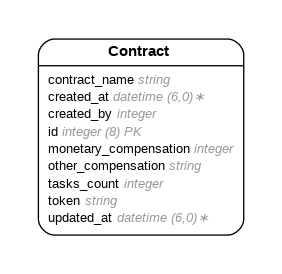 Contract
contract_name string
created_at datetime (6,0)∗
created_by integer
id integer (8) PK
monetary_compensation integer
other_compensation string
tasks_count integer
token string
updated_at datetime (6,0)∗